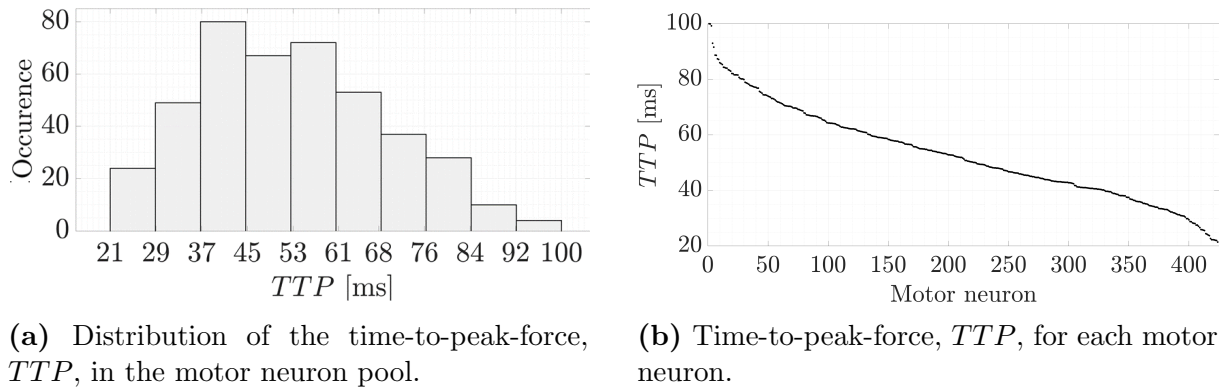 80
60
40
20
0
Occurence
21 29 37 45 53 61 68 76 84 92 100
TTP [ms]
(a) Distribution of the time-to-peak-force,
TTP, in the motor neuron pool.
100
80
60
40
20
TTP [ms]
0 50 100 150 200 250 300 350 400
Motor neuron
(b) Time-to-peak-force, TTP, for each motor
neuron.